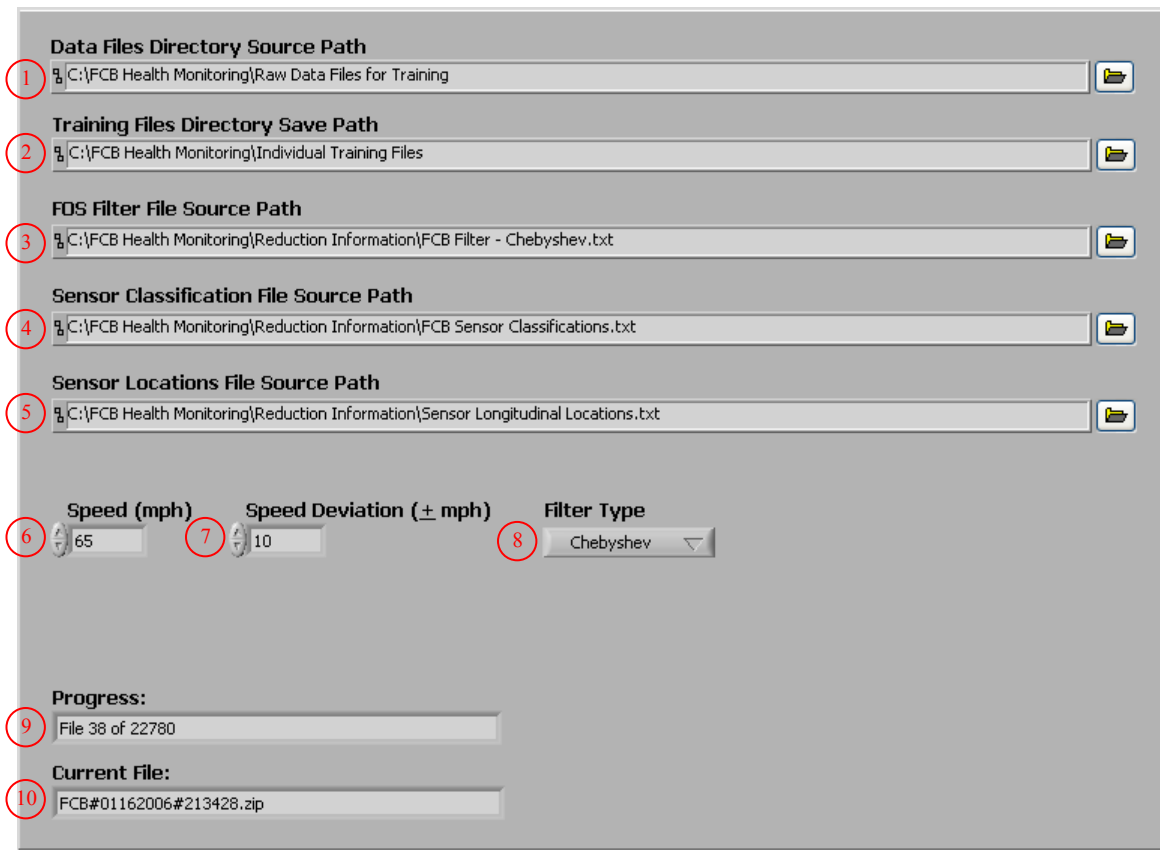 Data Files Directory Source Path
1 C:\FCB Health Monitoring\Raw Data Files for Training
Training Files Directory Save Path
2 C:\FCB Health Monitoring\Individual Training Files
FOS Filter File Source Path
3 C:\FCB Health Monitoring\Reduction Information\FCB Filter - Chebyshev.txt
Sensor Classification File Source Path
4 C:\FCB Health Monitoring\Reduction Information\FCB Sensor Classifications.txt
Sensor Locations File Source Path
5 C:\FCB Health Monitoring\Reduction Information\Sensor Longitudinal Locations.txt
Speed (mph) Speed Deviation (± mph) Filter Type
6 65 7 10 8 Chebyshev
Progress:
9 File 38 of 22780
Current File:
10 FCB#01162006#213428.zip